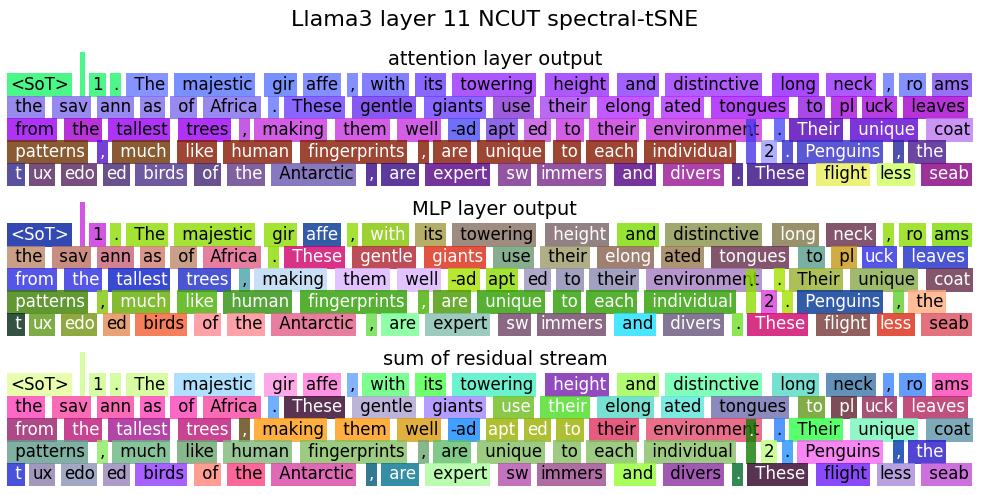 Llama3 layer 11 NCUT spectral-tSNE
attention layer output
<SoT> 1 . The majestic gir affe , with its towering height and distinctive long neck , ro ams
the sav ann as of Africa . These gentle giants use their elong ated tongues to pl uck leaves
from the tallest trees , making them well -ad apt ed to their environment . Their unique coat
patterns , much like human fingerprints , are unique to each individual . 2 . Penguins , the
t ux edo ed birds of the Antarctic , are expert sw immers and divers . These flight less seab
MLP layer output
<SoT> 1 . The majestic gir affe , with its towering height and distinctive long neck , ro ams
the sav ann as of Africa . These gentle giants use their elong ated tongues to pl uck leaves
from the tallest trees , making them well -ad apt ed to their environment . Their unique coat
patterns , much like human fingerprints , are unique to each individual . 2 . Penguins , the
t ux edo ed birds of the Antarctic , are expert sw immers and divers . These flight less seab
sum of residual stream
<SoT> 1 . The majestic gir affe , with its towering height and distinctive long neck , ro ams
the sav ann as of Africa . These gentle giants use their elong ated tongues to pl uck leaves
from the tallest trees , making them well -ad apt ed to their environment . Their unique coat
patterns , much like human fingerprints , are unique to each individual . 2 . Penguins , the
t ux edo ed birds of the Antarctic , are expert sw immers and divers . These flight less seab